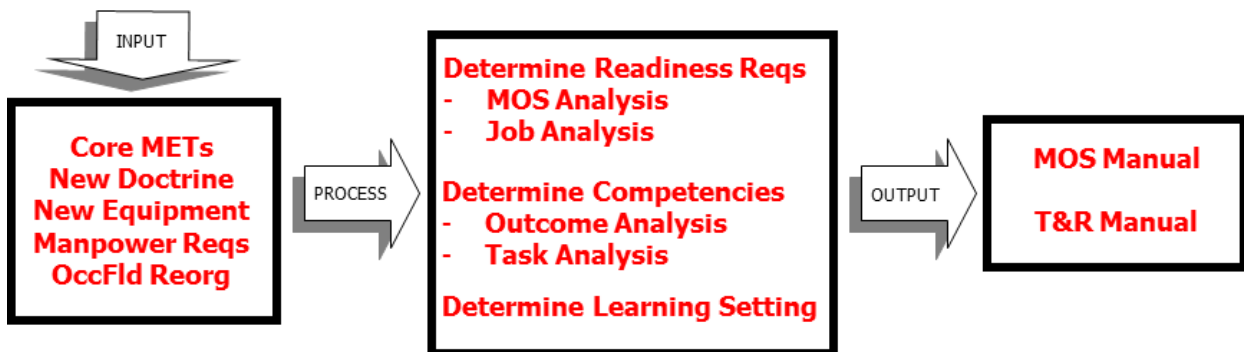 INPUT
Core METs
New Doctrine
New Equipment
Manpower Reqs
OccFld Reorg
PROCESS
Determine Readiness Reqs
- MOS Analysis
- Job Analysis
Determine Competencies
- Outcome Analysis
- Task Analysis
Determine Learning Setting
OUTPUT
MOS Manual
T&R Manual